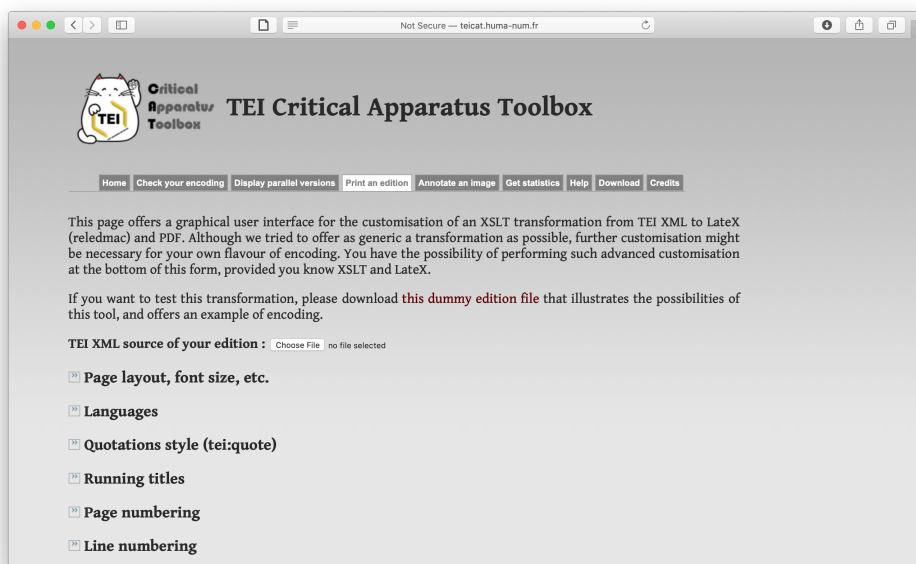 Not Secure — teicat.huma-num.fr
Critical
Apparatus
Toolbox
TEI
TEI Critical Apparatus Toolbox
Home Check your encoding Display parallel versions Print an edition Annotate an image Get statistics Help Download Credits
This page offers a graphical user interface for the customisation of an XSLT transformation from TEI XML to LateX
(reledmac) and PDF. Although we tried to offer as generic a transformation as possible, further customisation might
be necessary for your own flavour of encoding. You have the possibility of performing such advanced customisation
at the bottom of this form, provided you know XSLT and LateX.
If you want to test this transformation, please download this dummy edition file that illustrates the possibilities of
this tool, and offers an example of encoding.
TEI XML source of your edition : Choose File no file selected
Page layout, font size, etc.
Languages
Quotations style (tei:quote)
Running titles
Page numbering
Line numbering